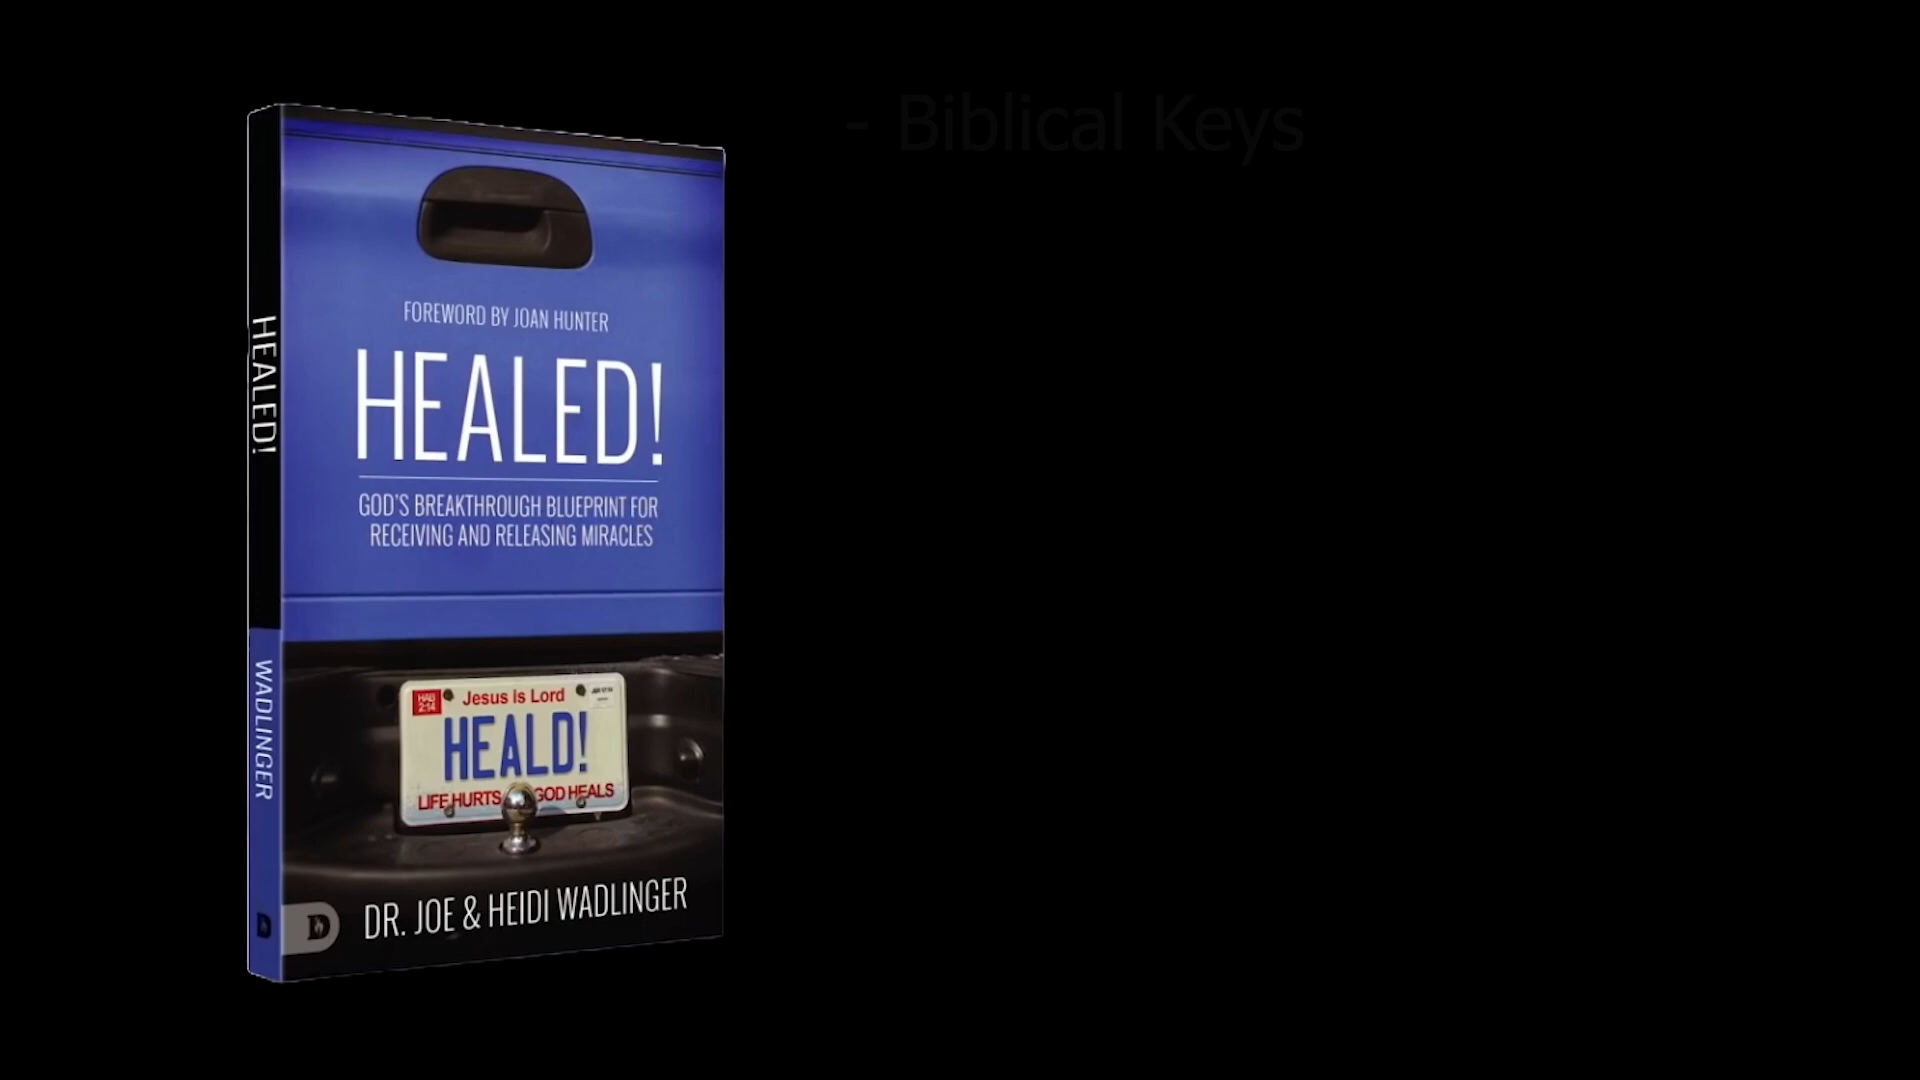 - Biblical Keys
FOREWORD BY JOAN HUNTER
HEALED!
GOD'S BREAKTHROUGH BLUEPRINT FOR
RECEIVING AND RELEASING MIRACLES
HAB
2:14
Jesus is Lord
HEALD!
LIFE HURTS GOD HEALS
DR. JOE & HEIDI WADLINGER
HEALED!
WADLINGER
D
D